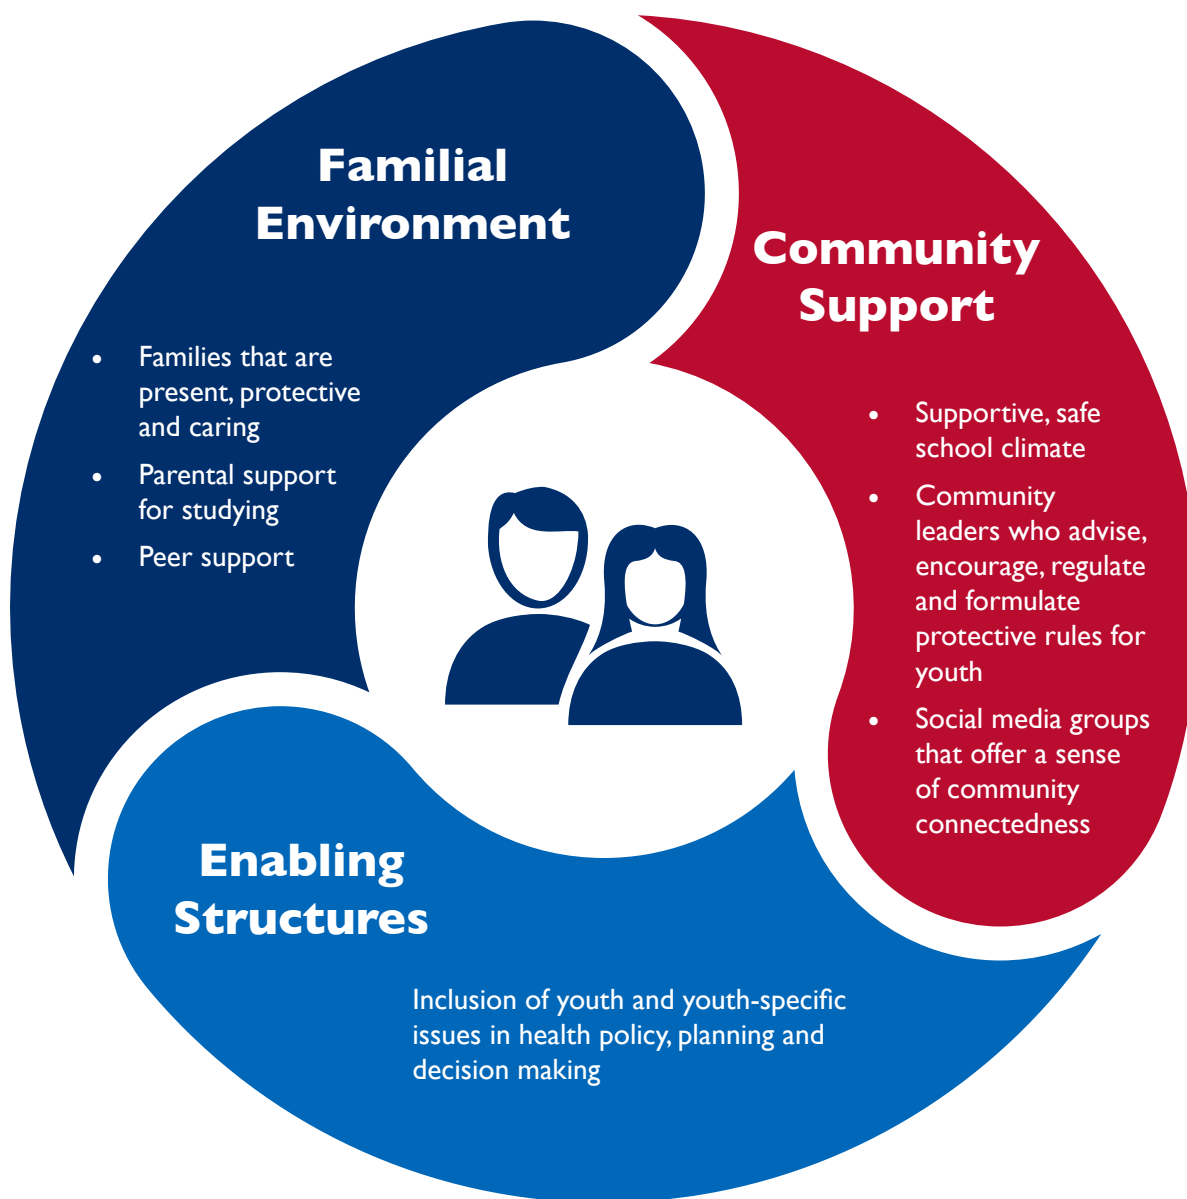 Familial
Environment
• Families that are
present, protective
and caring
• Parental support
for studying
• Peer support
Community
Support
• Supportive, safe
school climate
• Community
leaders who advise,
encourage, regulate
and formulate
protective rules for
youth
• Social media groups
that offer a sense
of community
connectedness
Enabling
Structures
Inclusion of youth and youth-specific
issues in health policy, planning and
decision making